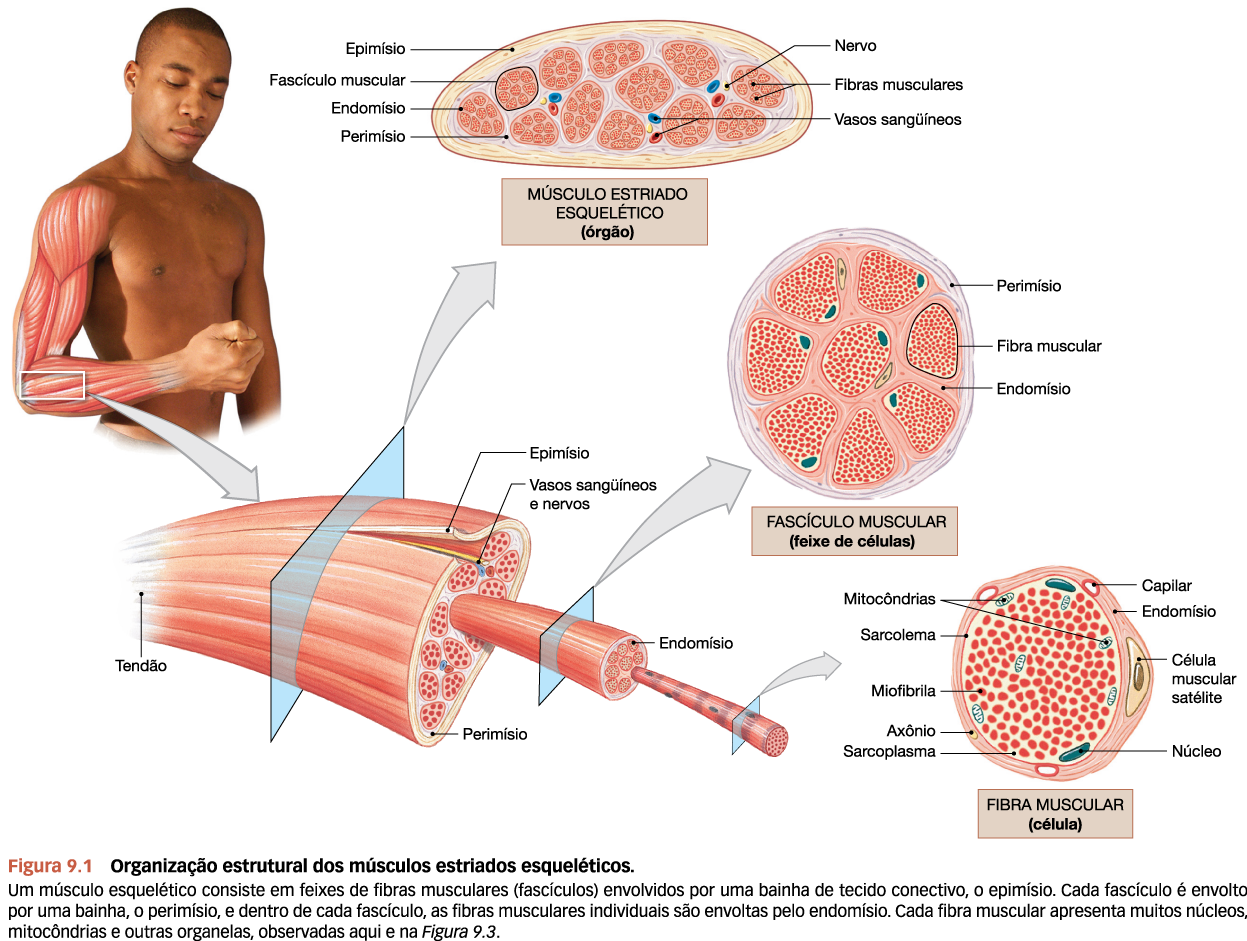 Epimísio
Fascículo muscular
Endomísio
Perimísio
Nervo
Fibras musculares
Vasos sangüíneos
MÚSCULO ESTRIADO
ESQUELÉTICO
(órgão)
Perimísio
Fibra muscular
Endomísio
FASCÍCULO MUSCULAR
(feixe de células)
Epimísio
Vasos sangüíneos
e nervos
Tendão
Endomísio
Perimísio
Mitocôndrias
Sarcolema
Miofibrila
Axônio
Sarcoplasma
Capilar
Endomísio
Célula
muscular
satélite
Núcleo
FIBRA MUSCULAR
(célula)
Figura 9.1 Organização estrutural dos músculos estriados esqueléticos.
Um músculo esquelético consiste em feixes de fibras musculares (fascículos) envolvidos por uma bainha de tecido conectivo, o epimísio. Cada fascículo é envolto
por uma bainha, o perimísio, e dentro de cada fascículo, as fibras musculares individuais são envoltas pelo endomísio. Cada fibra muscular apresenta muitos núcleos,
mitocôndrias e outras organelas, observadas aqui e na Figura 9.3.